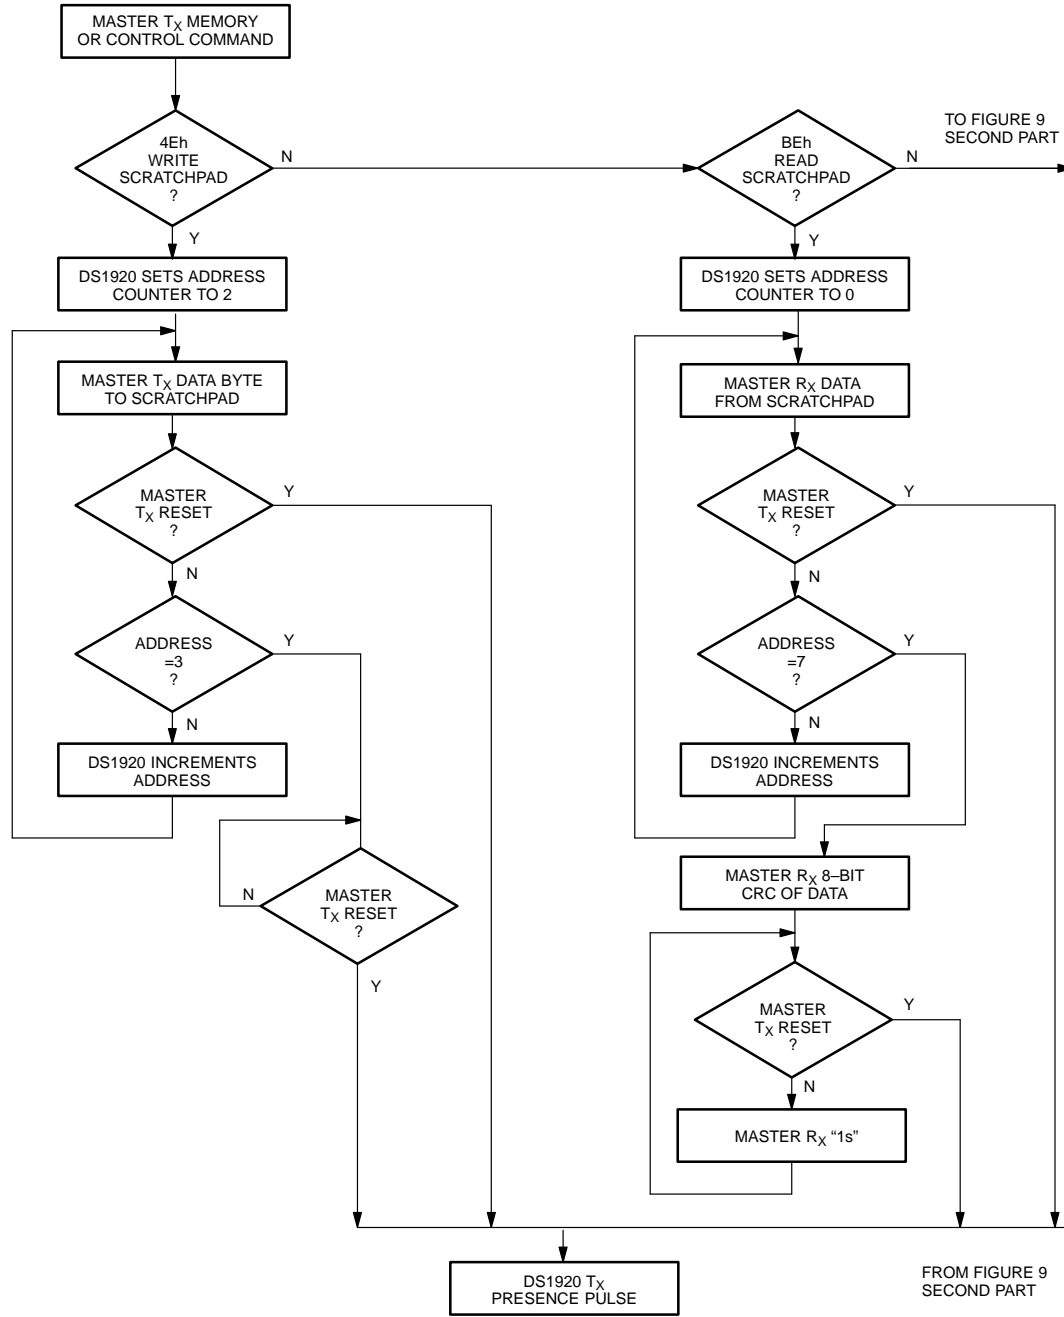 MASTER TX MEMORY
OR CONTROL COMMAND
4Eh
WRITE
SCRATCHPAD
?
N
Y
DS1920 SETS ADDRESS
COUNTER TO 2
MASTER TX DATA BYTE
TO SCRATCHPAD
MASTER
TX RESET
?
Y
N
ADDRESS
=3
?
Y
N
DS1920 INCREMENTS
ADDRESS
MASTER
TX RESET
?
N
Y
BEh
READ
SCRATCHPAD
?
N
TO FIGURE 9
SECOND PART
Y
DS1920 SETS ADDRESS
COUNTER TO 0
MASTER RX DATA
FROM SCRATCHPAD
MASTER
TX RESET
?
Y
N
ADDRESS
=7
?
Y
N
DS1920 INCREMENTS
ADDRESS
MASTER RX 8–BIT
CRC OF DATA
MASTER
TX RESET
?
Y
N
MASTER RX “1s”
DS1920 TX
PRESENCE PULSE
FROM FIGURE 9
SECOND PART